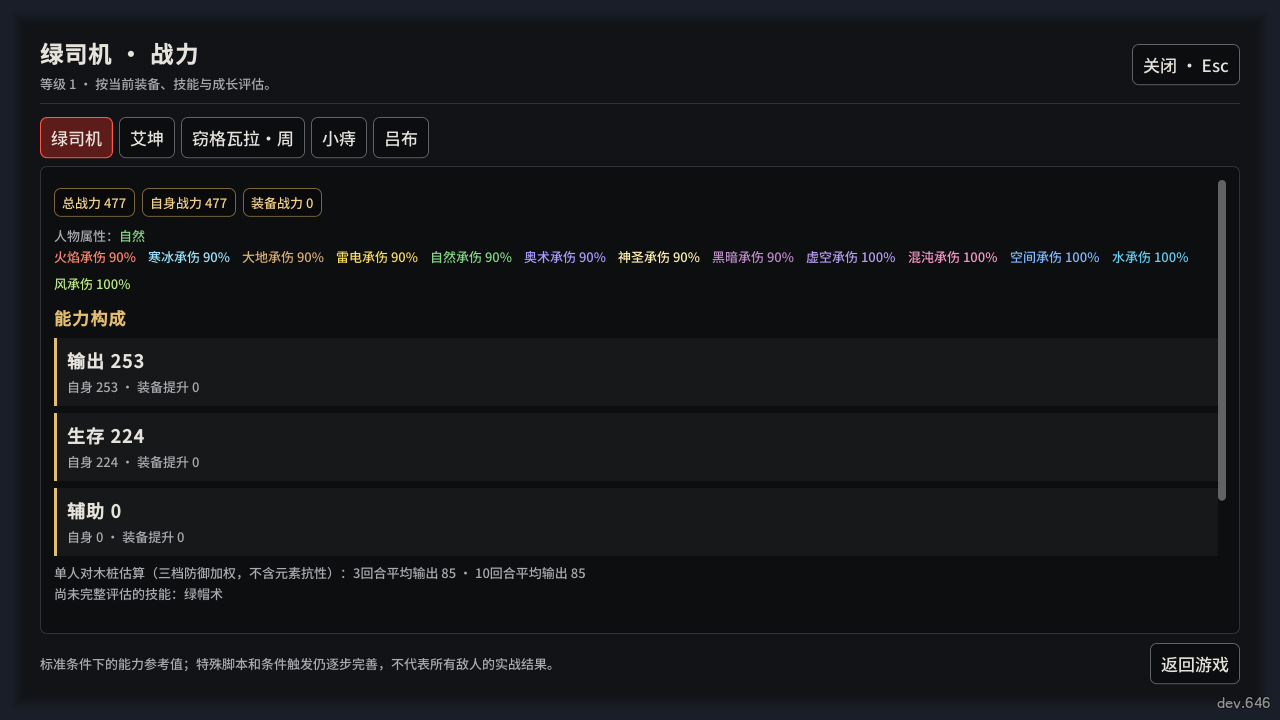 绿司机 · 战力
等级 1 · 按当前装备、技能与成长评估。
关闭 · Esc
绿司机 艾坤 窃格瓦拉·周 小痔 吕布
总战力 477 自身战力 477 装备战力 0
人物属性：自然
火焰承伤 90% 寒冰承伤 90% 大地承伤 90% 雷电承伤 90% 自然承伤 90% 奥术承伤 90% 神圣承伤 90% 黑暗承伤 90% 虚空承伤 100% 混沌承伤 100% 空间承伤 100% 水承伤 100%
风承伤 100%
能力构成
输出 253
自身 253 · 装备提升 0
生存 224
自身 224 · 装备提升 0
辅助 0
自身 0 · 装备提升 0
单人对木桩估算（三档防御加权，不含元素抗性）：3回合平均输出 85 · 10回合平均输出 85
尚未完整评估的技能：绿帽术
标准条件下的能力参考值；特殊脚本和条件触发仍逐步完善，不代表所有敌人的实战结果。
返回游戏
dev.646